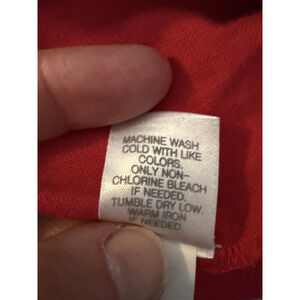 MACHINE WASH
COLD WITH LIKE
COLORS.
ONLY NON-
CHLORINE BLEACH
IF NEEDED.
TUMBLE DRY LOW.
WARM IRON
IF NEEDED